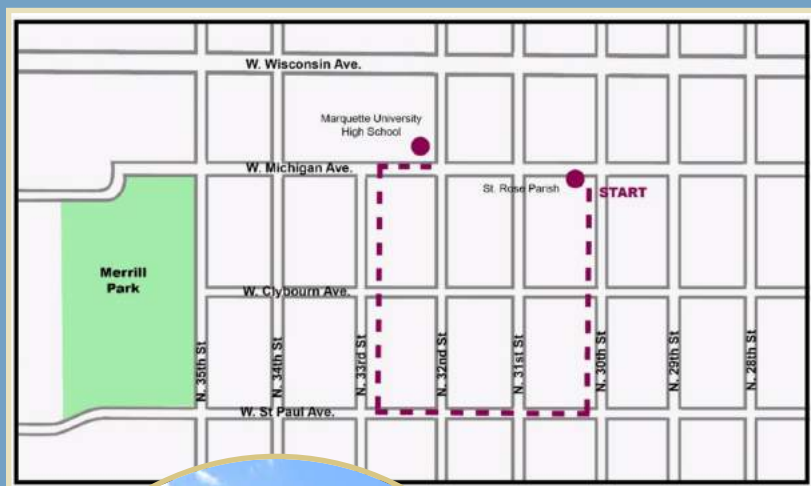 W. Wisconsin Ave.
Marquette University
High School
W. Michigan Ave.
St. Rose Parish
START
Merrill
Park
W. Clybourn Ave.
N. 35th St
N. 34th St
N. 33rd St
N. 32nd St
N. 31st St
N. 30th St
N. 29th St
N. 28th St
W. St Paul Ave.